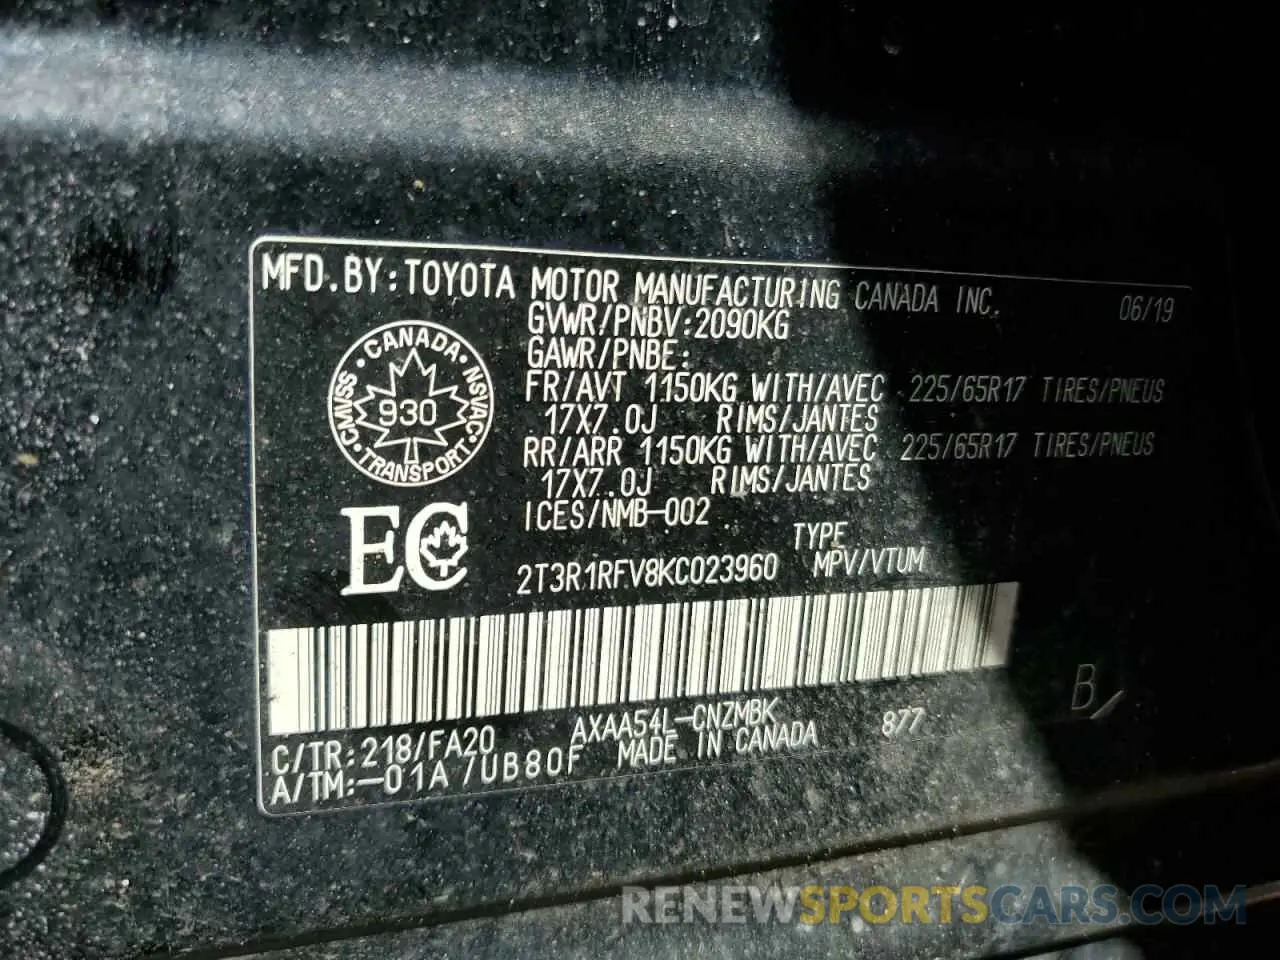 MFD.BY:TOYOTA MOTOR MANUFACTURING CANADA INC. 06/19
GVWR/PNBV:2090KG
GAWR/PNBE:
FR/AVT 1150KG WITH/AVEC 225/65R17 TIRES/PNEUS
17X7.0J RIMS/JANTES
RR/ARR 1150KG WITH/AVEC 225/65R17 TIRES/PNEUS
17X7.0J RIMS/JANTES
ICES/NMB-002
CANADA
CMVSS NSVAC
930
TRANSPORT
EC
TYPE
2T3R1RFV8KC023960 MPV/VTUM
AXAA54L-CNZMBK 877
C/TR:218/FA20 MADE IN CANADA
A/TM:-01A/UB80F
B/
RENEWSPORTSCARS.COM